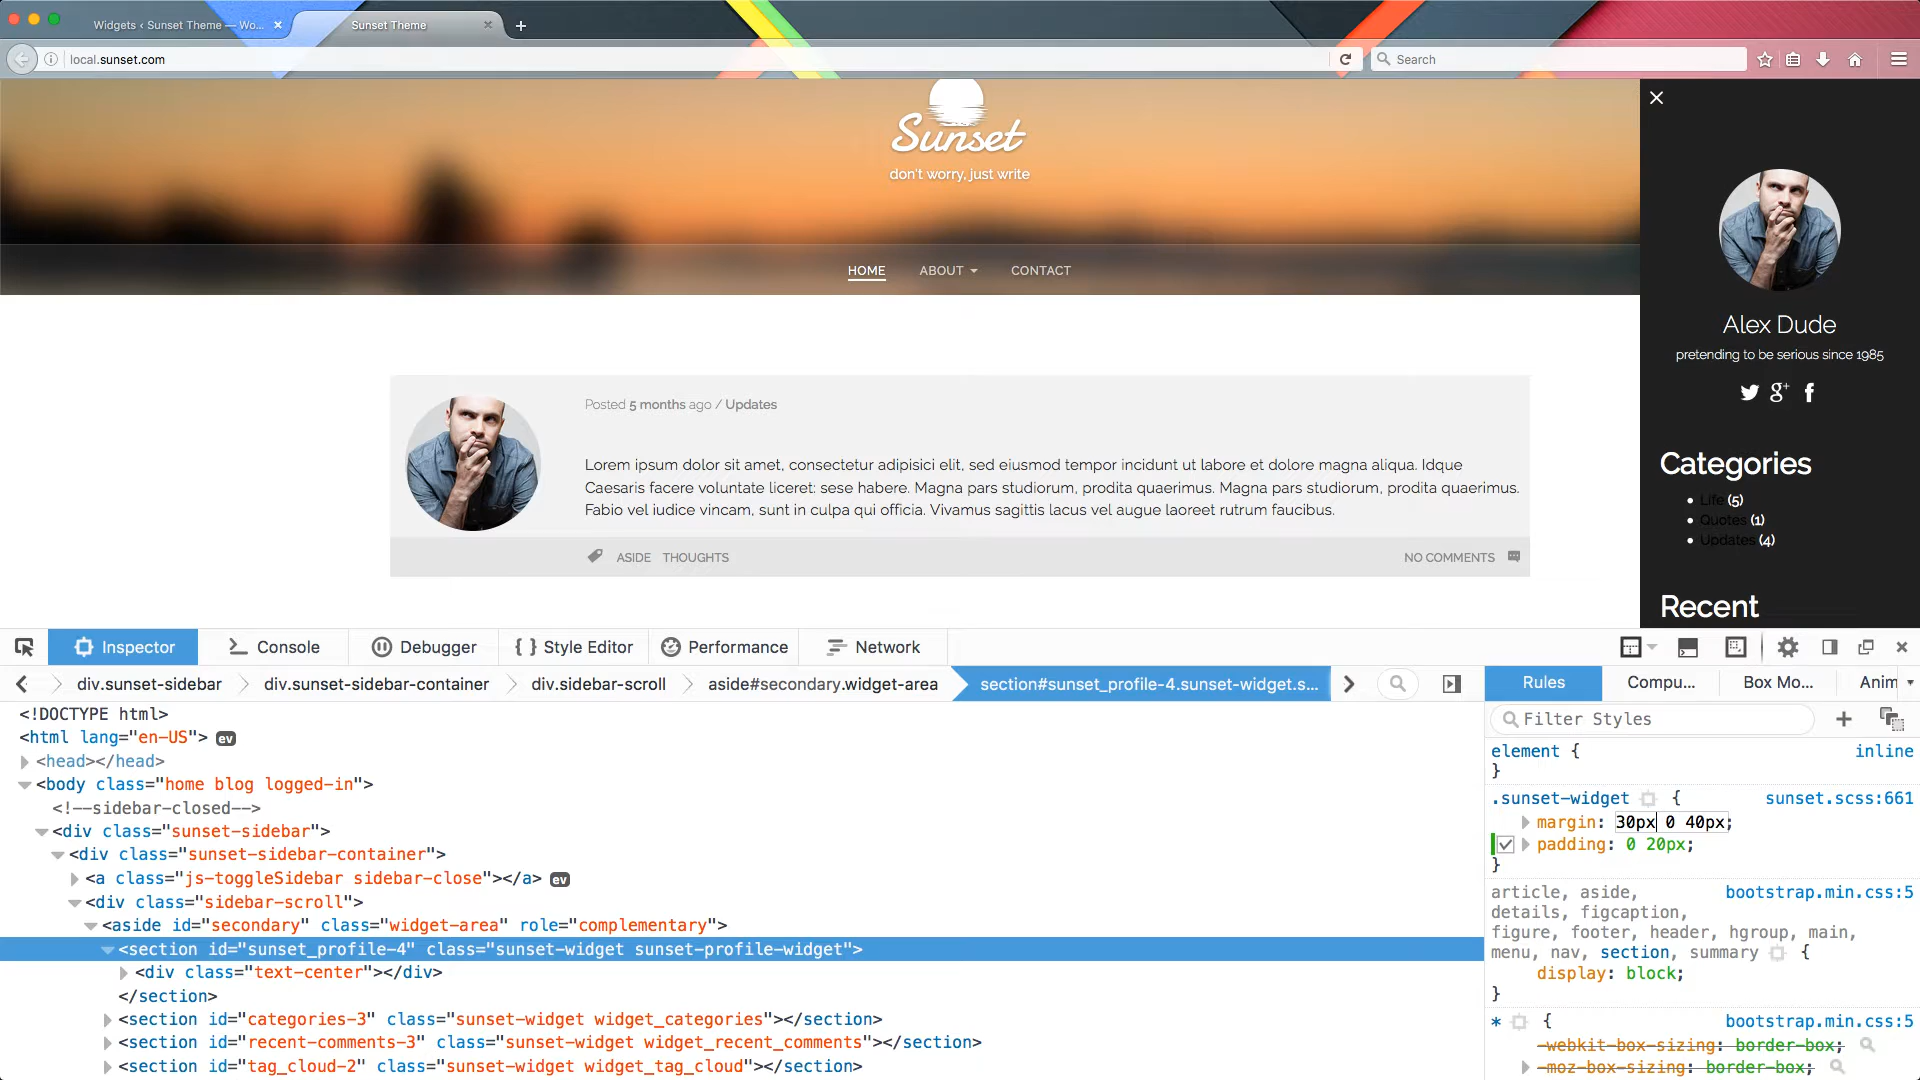 Widgets ‹ Sunset Theme — Wo...
Sunset Theme
local.sunset.com
Search
Sunset
don't worry, just write
HOME
ABOUT
CONTACT
Alex Dude
pretending to be serious since 1985
Categories
Life (5)
Quotes (1)
Updates (4)
Recent
Posted 5 months ago / Updates
Lorem ipsum dolor sit amet, consectetur adipisici elit, sed eiusmod tempor incidunt ut labore et dolore magna aliqua. Idque
Caesaris facere voluntate liceret: sese habere. Magna pars studiorum, prodita quaerimus. Magna pars studiorum, prodita quaerimus.
Fabio vel iudice vincam, sunt in culpa qui officia. Vivamus sagittis lacus vel augue laoreet rutrum faucibus.
ASIDE THOUGHTS
NO COMMENTS
Inspector
Console
Debugger
{ } Style Editor
Performance
Network
div.sunset-sidebar
div.sunset-sidebar-container
div.sidebar-scroll
aside#secondary.widget-area
section#sunset_profile-4.sunset-widget.s...
<!DOCTYPE html>
<html lang="en-US"> ev
<head></head>
<body class="home blog logged-in">
<!--sidebar-closed-->
<div class="sunset-sidebar">
<div class="sunset-sidebar-container">
<a class="js-toggleSidebar sidebar-close"></a> ev
<div class="sidebar-scroll">
<aside id="secondary" class="widget-area" role="complementary">
<section id="sunset_profile-4" class="sunset-widget sunset-profile-widget">
<div class="text-center"></div>
</section>
<section id="categories-3" class="sunset-widget widget_categories"></section>
<section id="recent-comments-3" class="sunset-widget widget_recent_comments"></section>
<section id="tag_cloud-2" class="sunset-widget widget_tag_cloud"></section>
Rules
Compu...
Box Mo...
Anim
Filter Styles
element {
inline
}
.sunset-widget {
sunset.scss:661
margin: 30px 0 40px;
padding: 0 20px;
}
article, aside,
bootstrap.min.css:5
details, figcaption,
figure, footer, header, hgroup, main,
menu, nav, section, summary {
display: block;
}
* {
bootstrap.min.css:5
-webkit-box-sizing: border-box;
-moz-box-sizing: border-box;